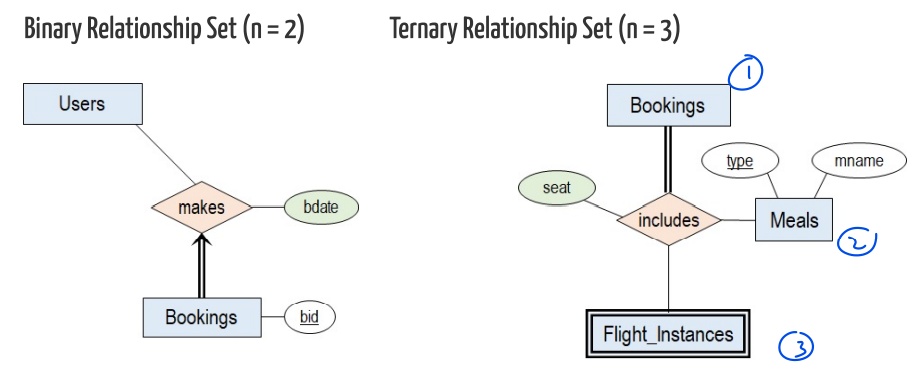 Binary Relationship Set (n = 2)
Users
makes
bdate
Bookings
bid
Ternary Relationship Set (n = 3)
1
Bookings
type
mname
seat
includes
Meals
2
Flight_Instances
3